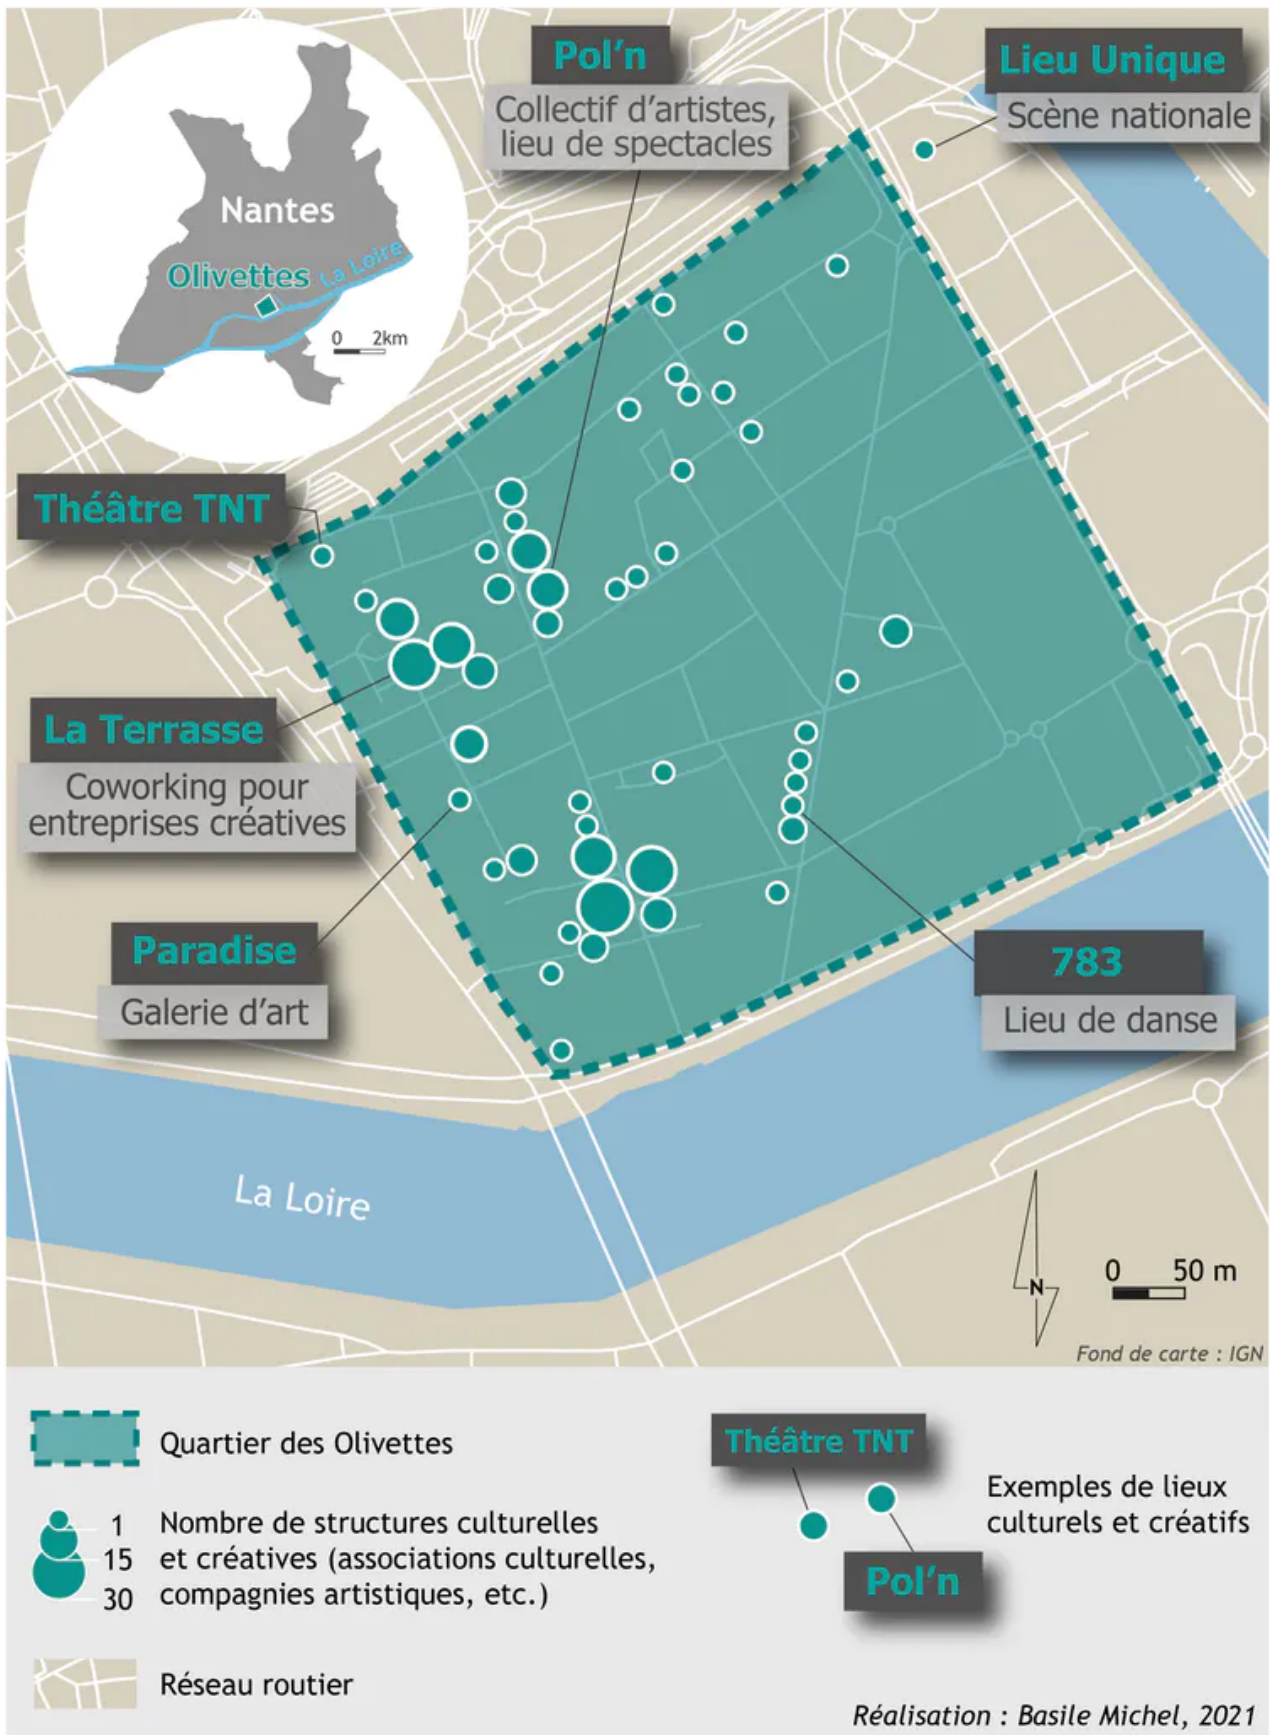 Pol'n
Collectif d'artistes,
lieu de spectacles
Lieu Unique
Scène nationale
Nantes
Olivettes
La Loire
0 2km
Théâtre TNT
La Terrasse
Coworking pour
entreprises créatives
Paradise
Galerie d'art
783
Lieu de danse
La Loire
N
0 50 m
Fond de carte : IGN
Quartier des Olivettes
1
15
30
Nombre de structures culturelles
et créatives (associations culturelles,
compagnies artistiques, etc.)
Réseau routier
Théâtre TNT
Pol'n
Exemples de lieux
culturels et créatifs
Réalisation : Basile Michel, 2021